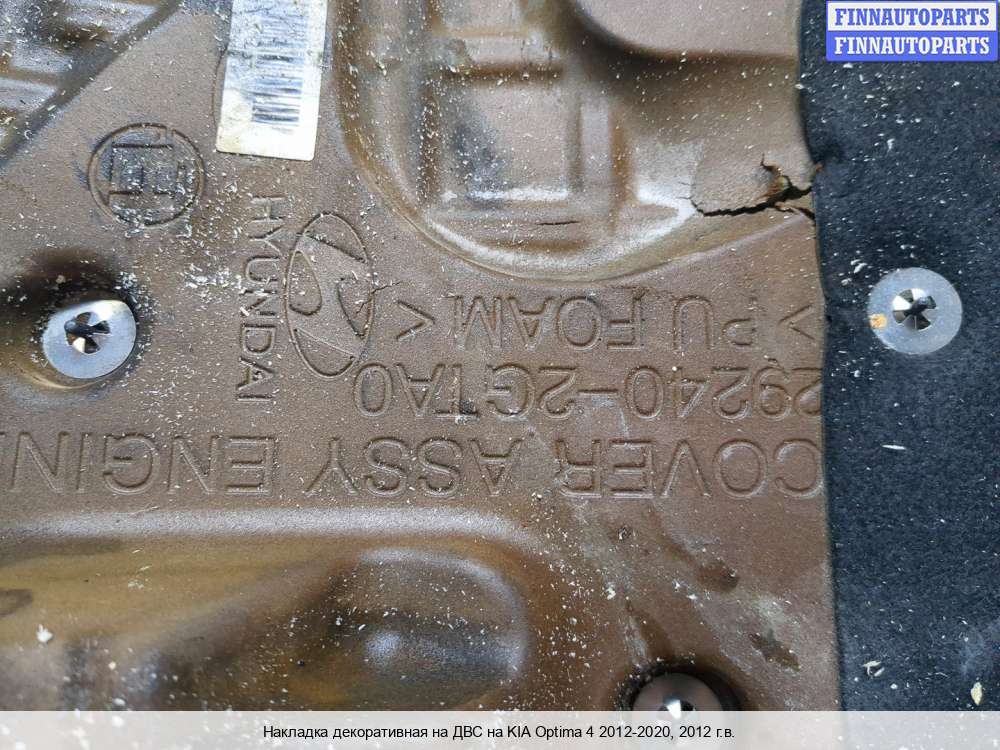 FINNAUTOPARTS
FINNAUTOPARTS
HYUNDAI
COVER ASSY ENGIN
29240-2GTA0
> PU FOAM <
Накладка декоративная на ДВС на KIA Optima 4 2012-2020, 2012 г.в.